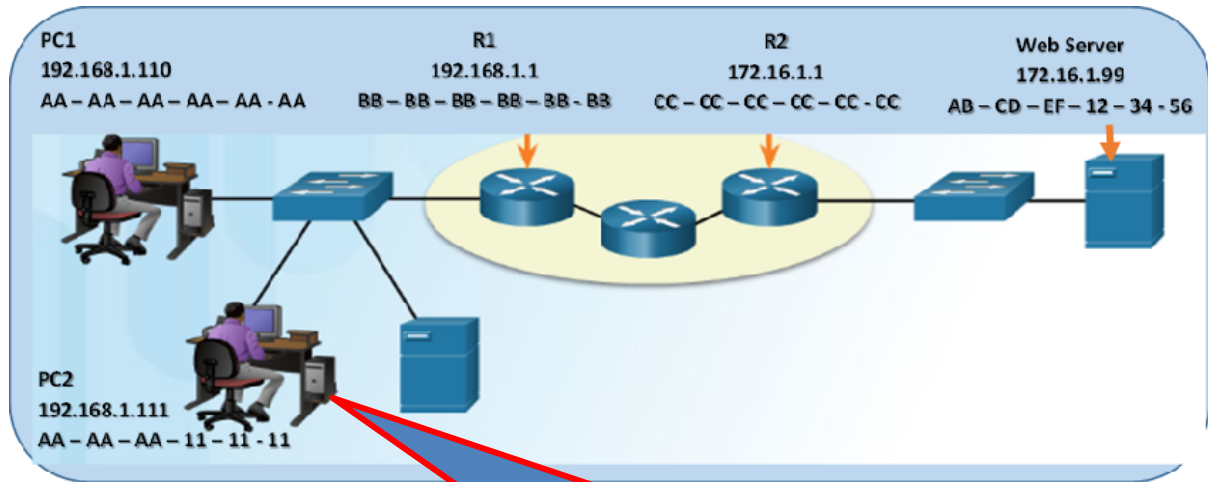 PC1
192.168.1.110
AA – AA – AA – AA – AA - AA
R1
192.168.1.1
BB – BB – BB – BB – BB - BB
R2
172.16.1.1
CC – CC – CC – CC – CC - CC
Web Server
172.16.1.99
AB – CD – EF – 12 – 34 - 56
PC2
192.168.1.111
AA – AA – AA – 11 – 11 - 11